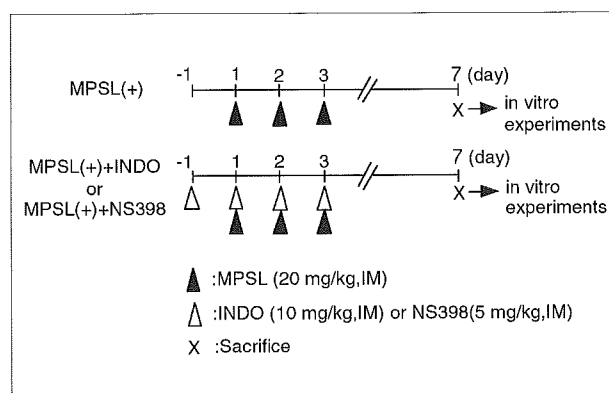 -1 1 2 3 7 (day)
MPSL(+)
X in vitro
experiments
MPSL(+)+INDO
or
MPSL(+)+NS398
-1 1 2 3 7 (day)
X in vitro
experiments
:MPSL (20 mg/kg,IM)
:INDO (10 mg/kg,IM) or NS398(5 mg/kg,IM)
X :Sacrifice